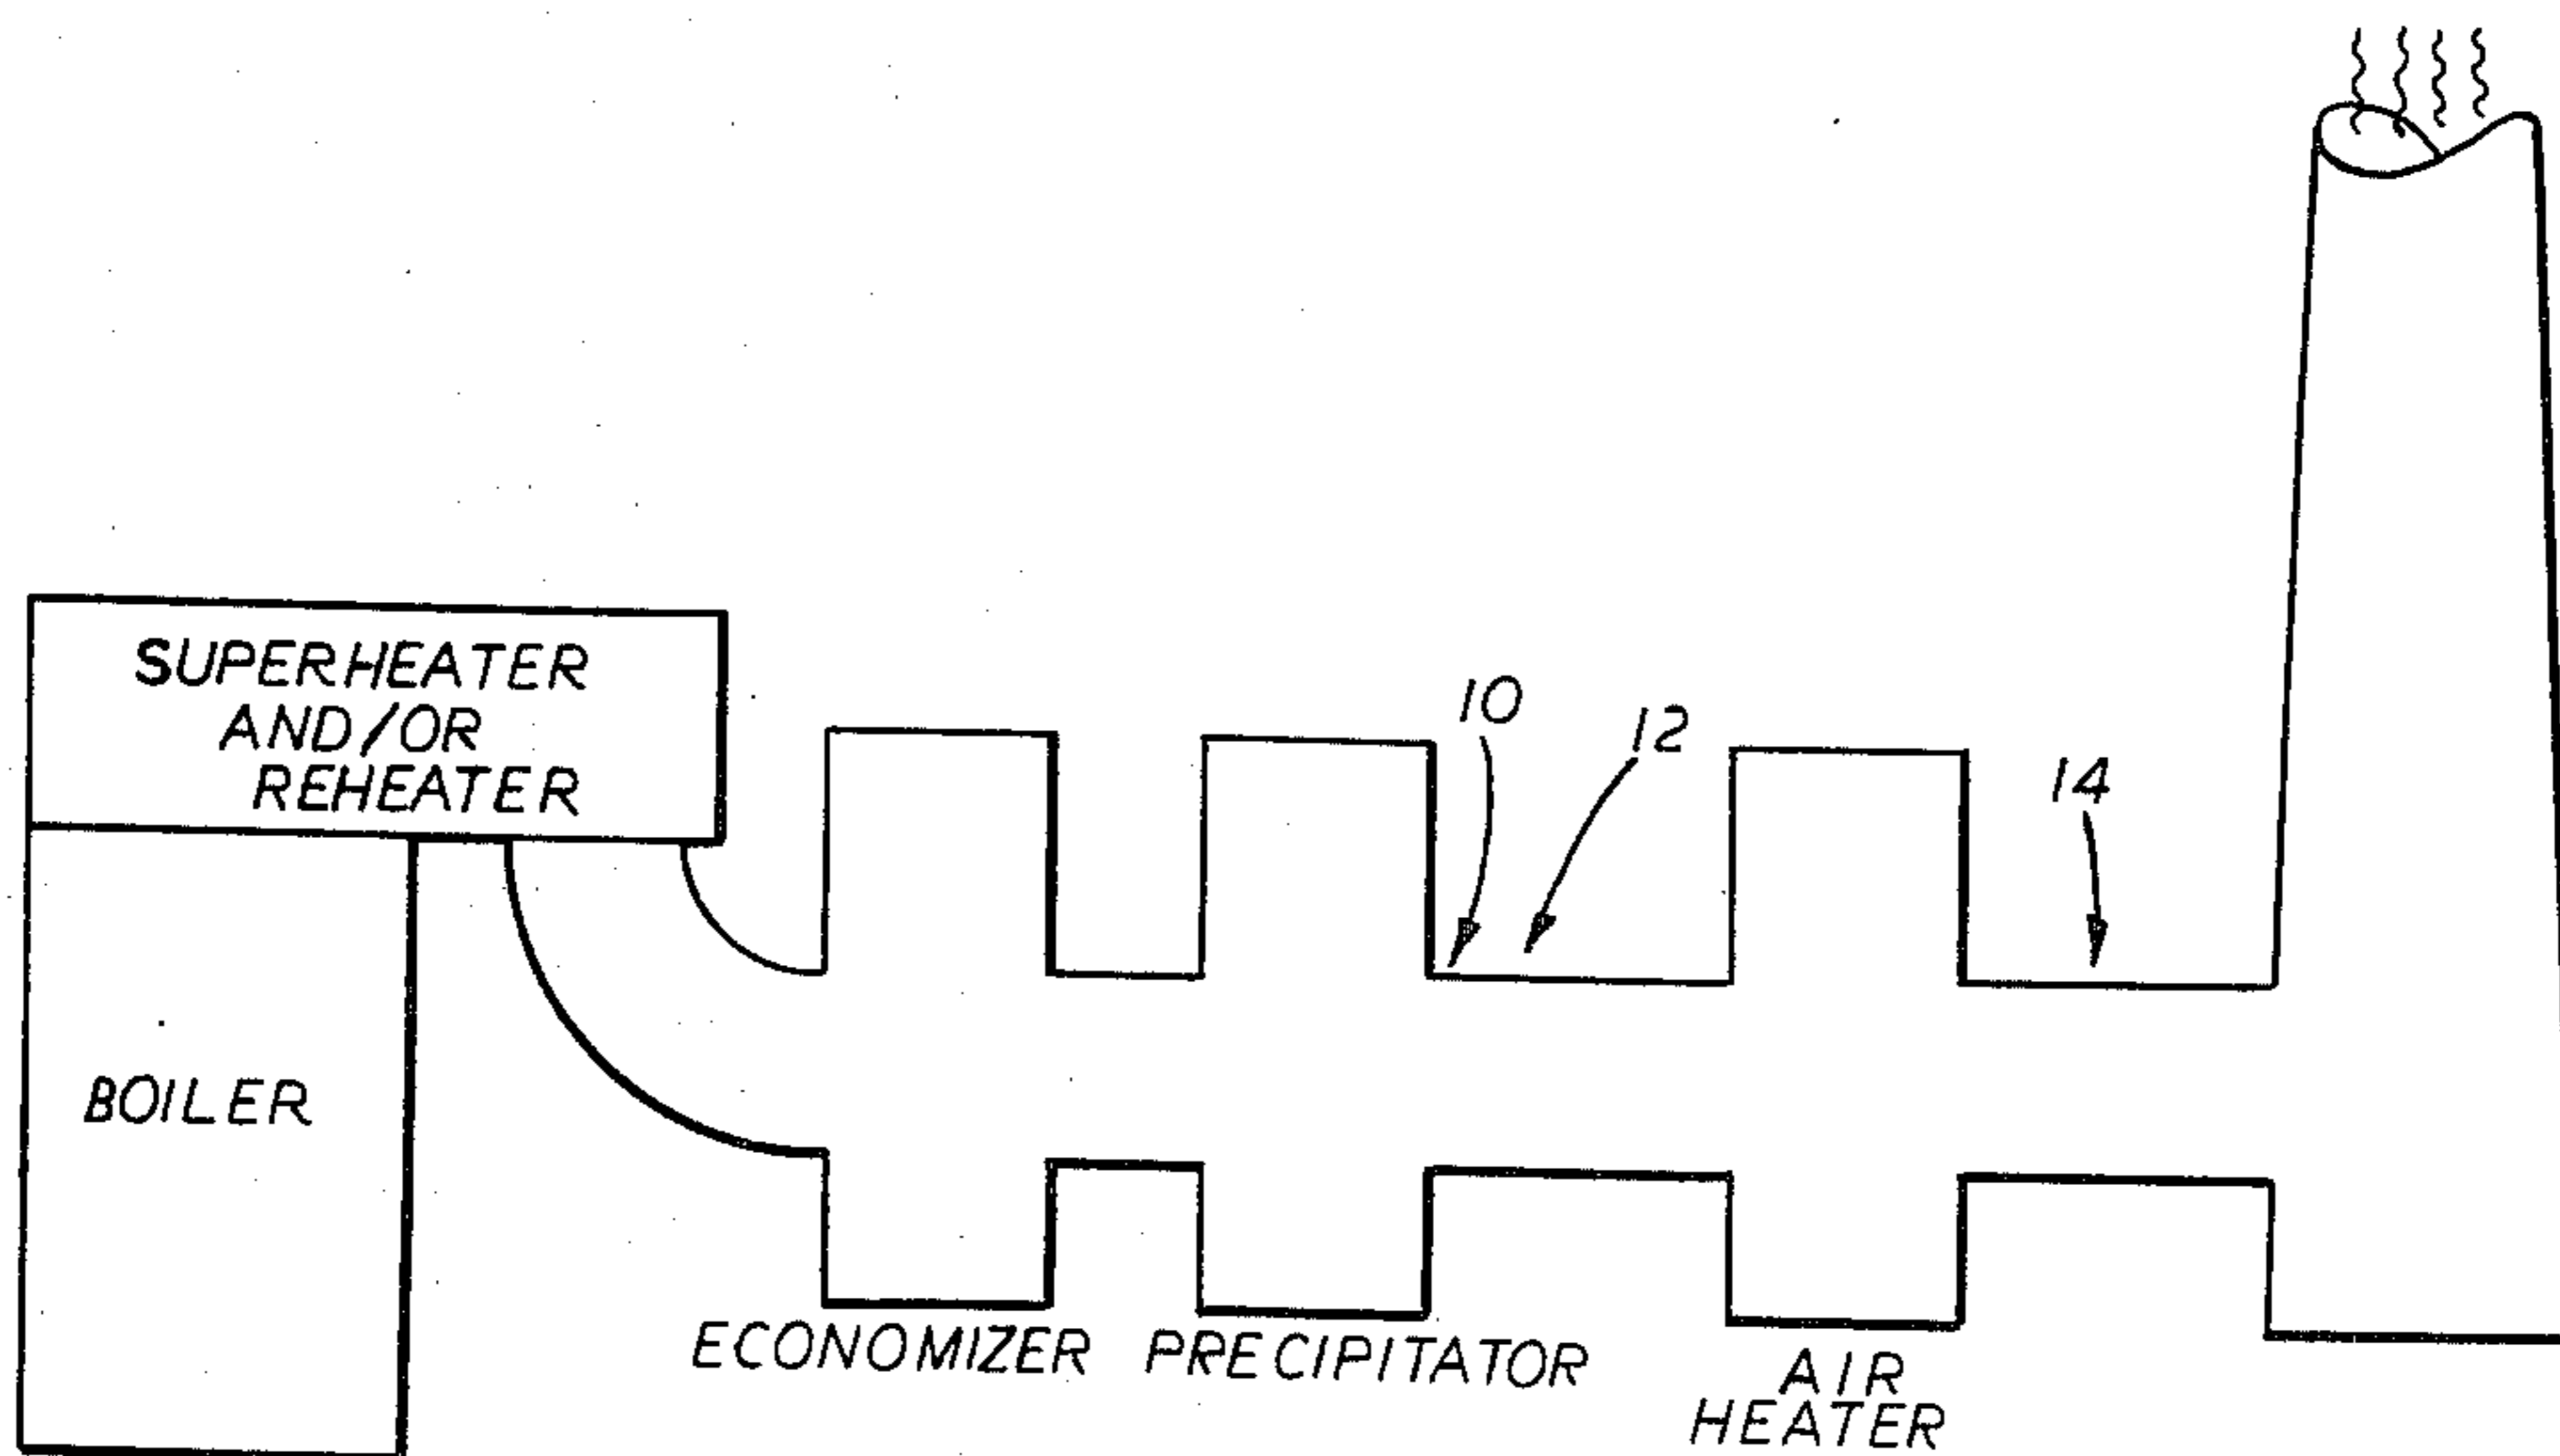 SUPERHEATER
AND/OR
REHEATER
10
12
14
BOILER
ECONOMIZER
PRECIPITATOR
AIR
HEATER